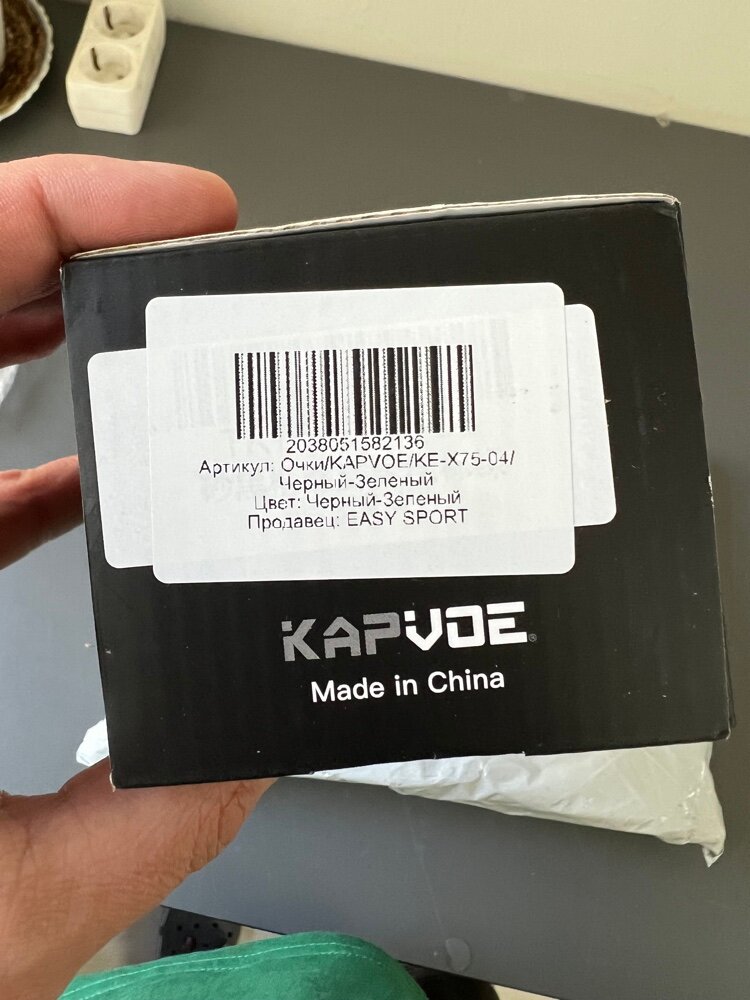 2038051582136
Артикул: Очки/KAPVOE/KE-X75-04/
Черный-Зеленый
Цвет: Черный-Зеленый
Продавец: EASY SPORT
KAPVOE®
Made in China